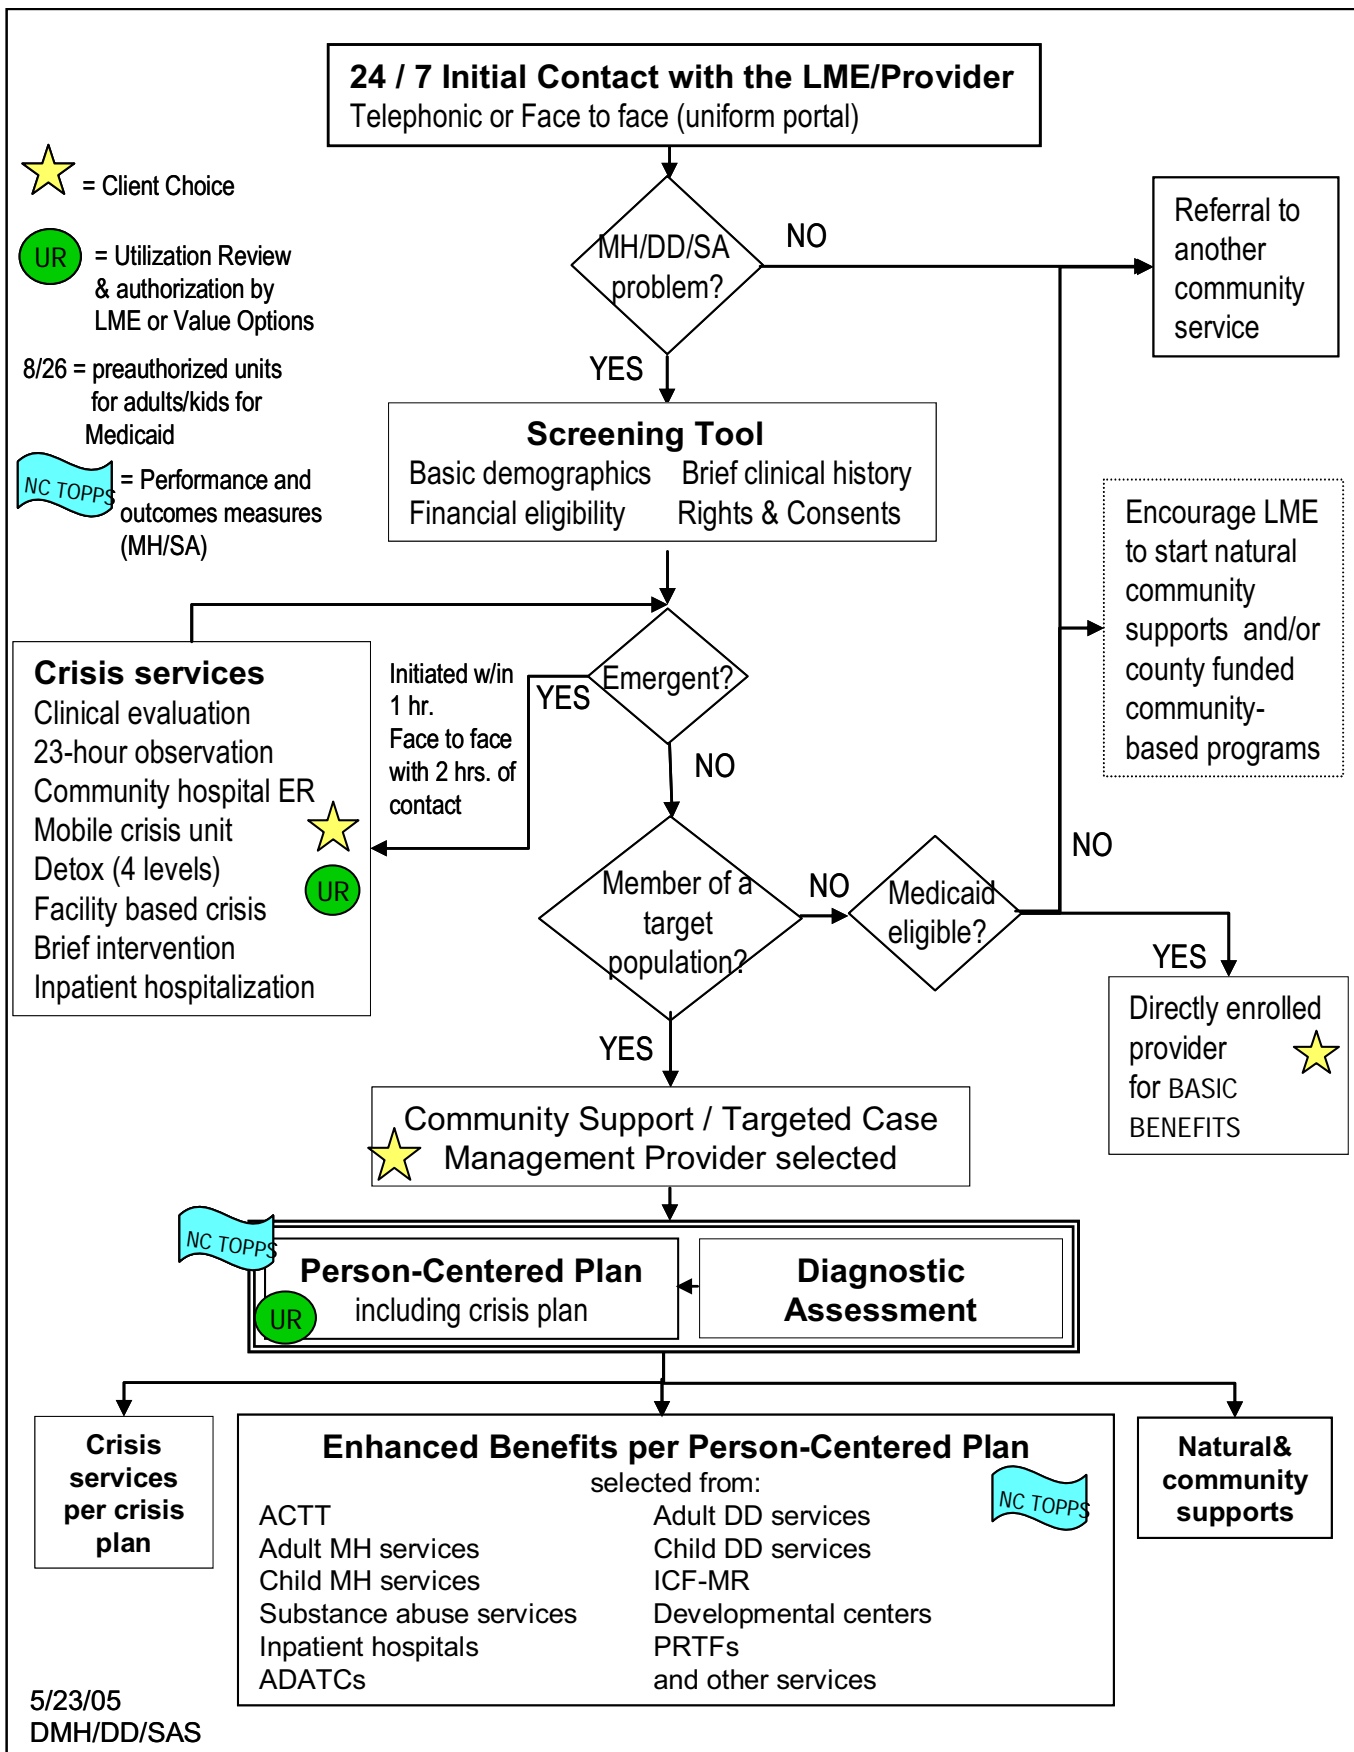 24 / 7 Initial Contact with the LME/Provider
Telephonic or Face to face (uniform portal)
= Client Choice
UR
= Utilization Review
& authorization by
LME or Value Options
8/26 = preauthorized units
for adults/kids for
Medicaid
NC TOPPS
= Performance and
outcomes measures
(MH/SA)
MH/DD/SA
problem?
NO
YES
Referral to
another
community
service
Screening Tool
Basic demographics Brief clinical history
Financial eligibility Rights & Consents
Encourage LME
to start natural
community
supports and/or
county funded
community-
based programs
Emergent?
YES
NO
Initiated w/in
1 hr.
Face to face
with 2 hrs. of
contact
Crisis services
Clinical evaluation
23-hour observation
Community hospital ER
Mobile crisis unit
Detox (4 levels)
Facility based crisis
Brief intervention
Inpatient hospitalization
UR
Member of a
target
population?
NO
YES
Medicaid
eligible?
NO
YES
Directly enrolled
provider
for BASIC
BENEFITS
Community Support / Targeted Case
Management Provider selected
NC TOPPS
Person-Centered Plan
including crisis plan
UR
Diagnostic
Assessment
Crisis
services
per crisis
plan
Enhanced Benefits per Person-Centered Plan
selected from:
NC TOPPS
ACTT Adult DD services
Adult MH services Child DD services
Child MH services ICF-MR
Substance abuse services Developmental centers
Inpatient hospitals PRTFs
ADATCs and other services
Natural&
community
supports
5/23/05
DMH/DD/SAS